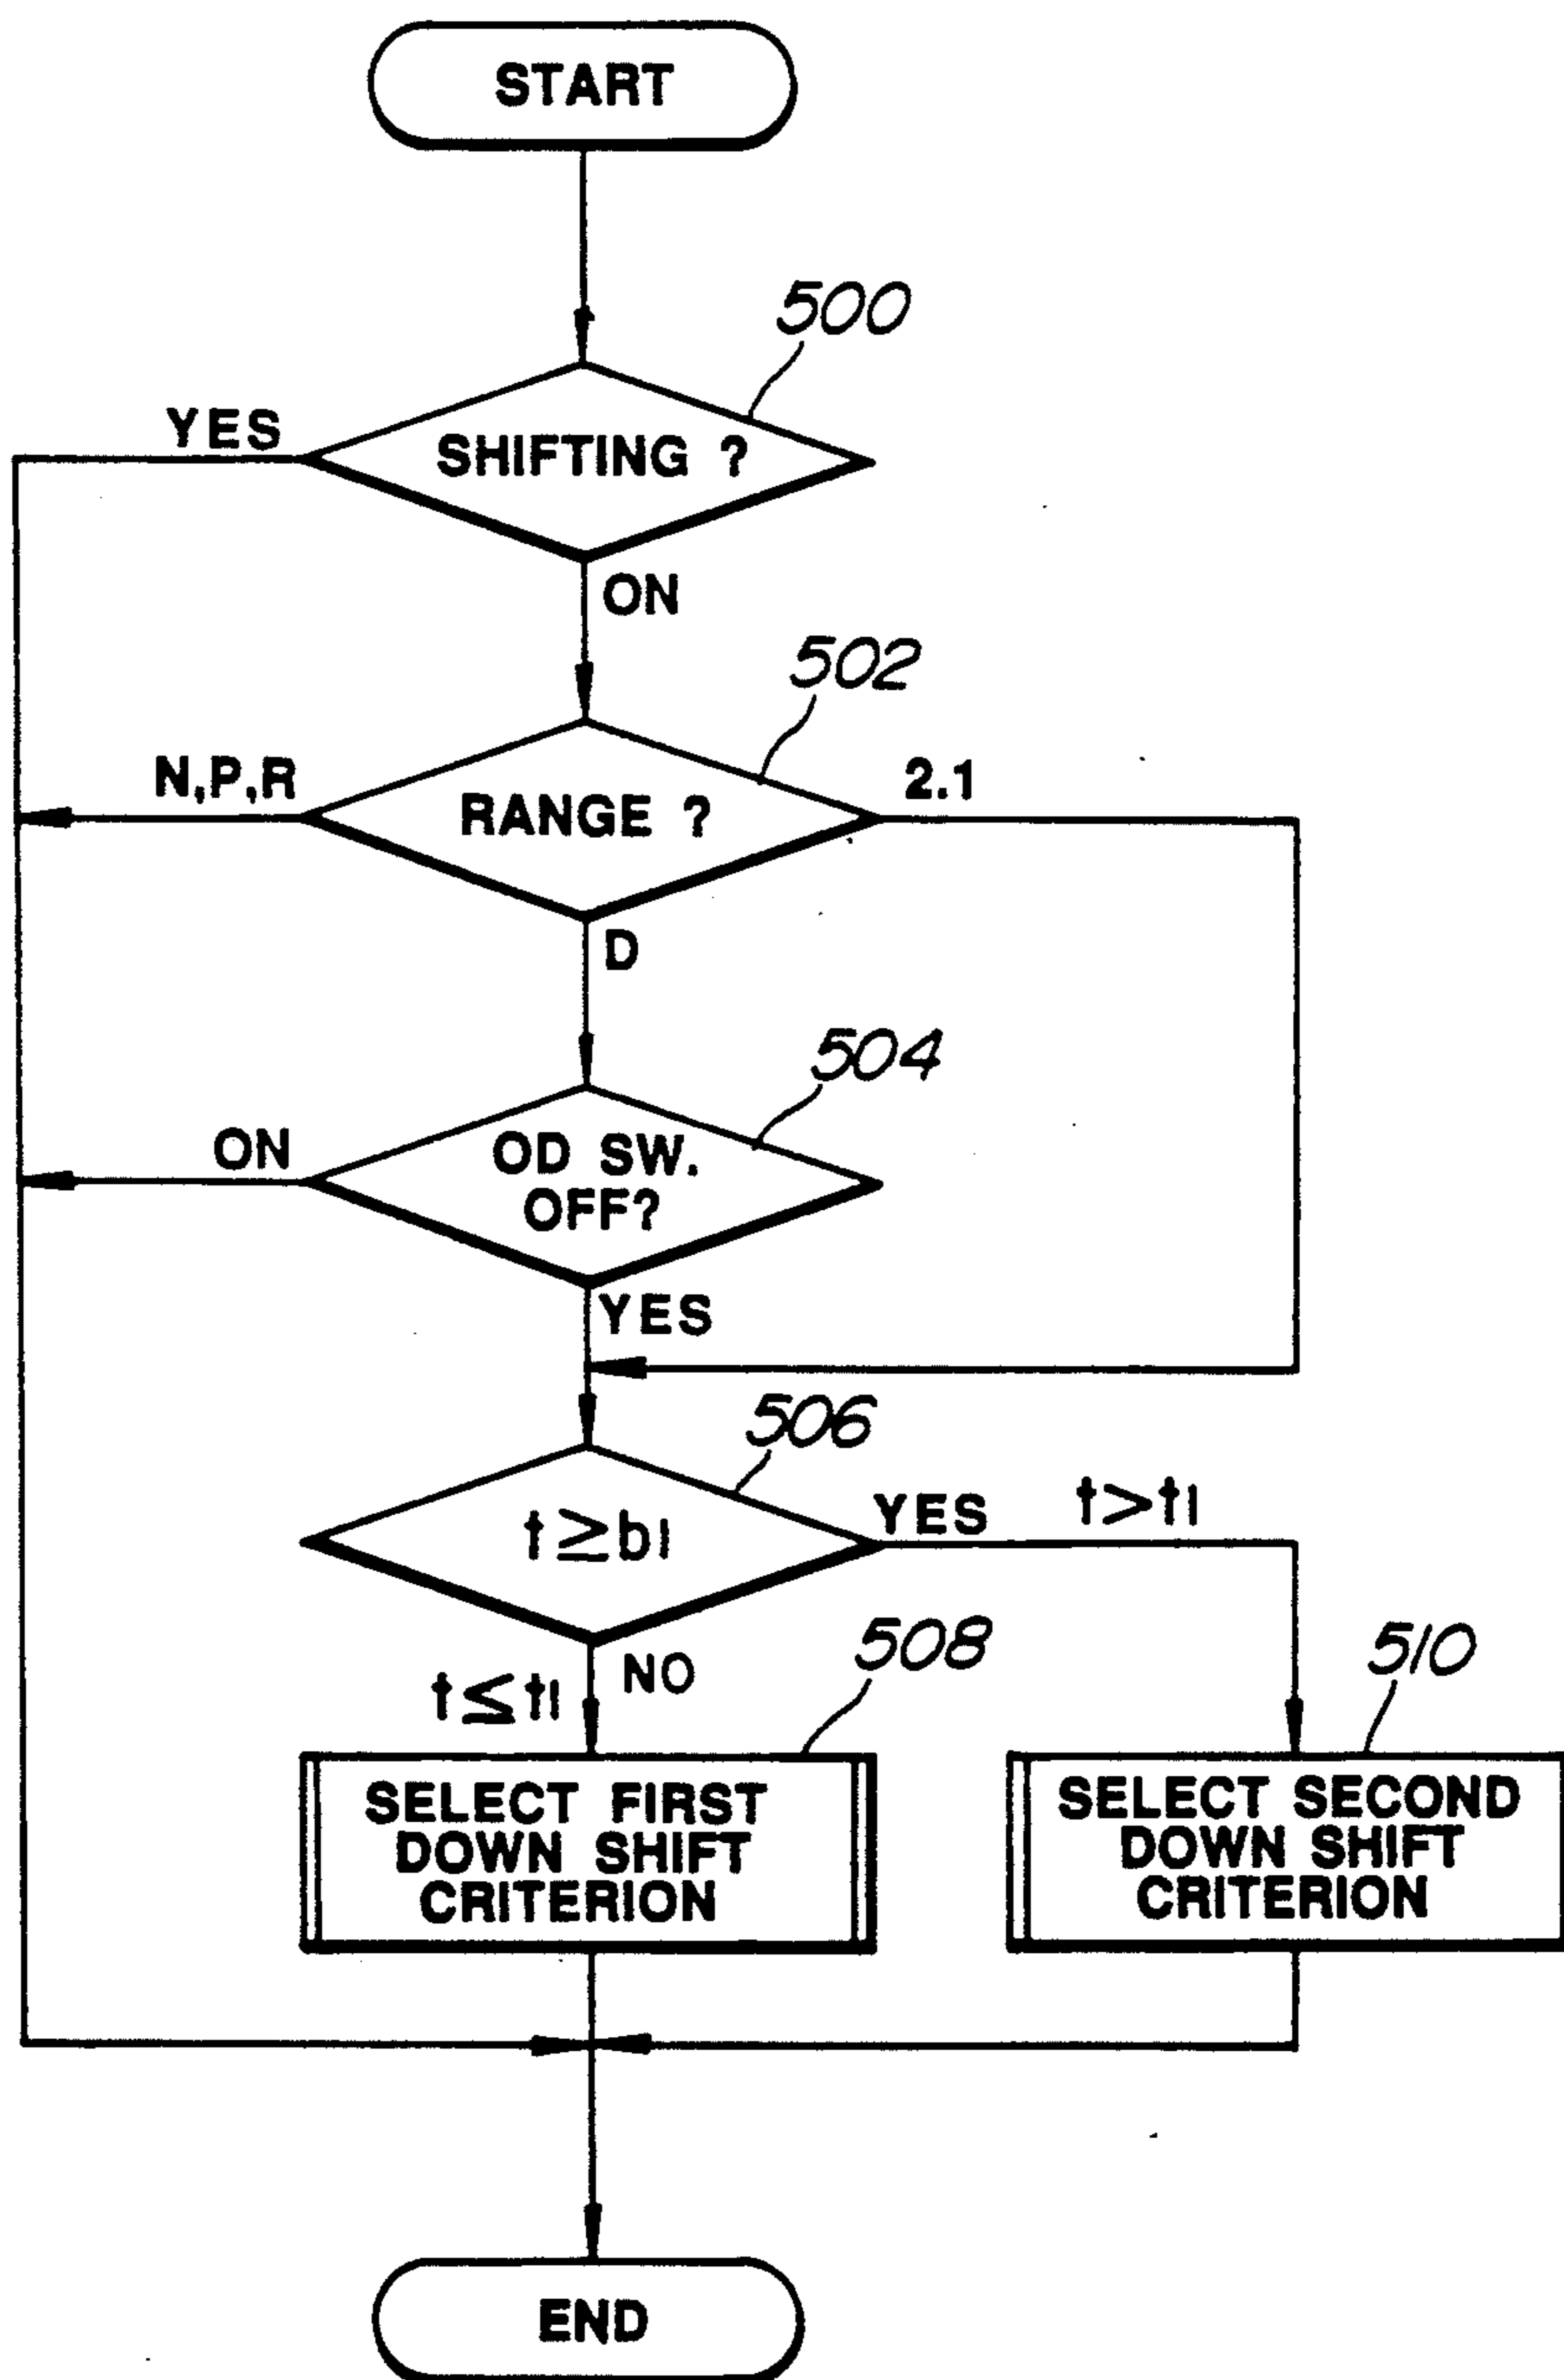 START
500
YES
SHIFTING ?
ON
502
N,P,R
RANGE ?
2.1
D
504
ON
OD SW.
OFF?
YES
506
t≥b1
YES
t>t1
t≤t1
NO
508
510
SELECT FIRST
DOWN SHIFT
CRITERION
SELECT SECOND
DOWN SHIFT
CRITERION
END